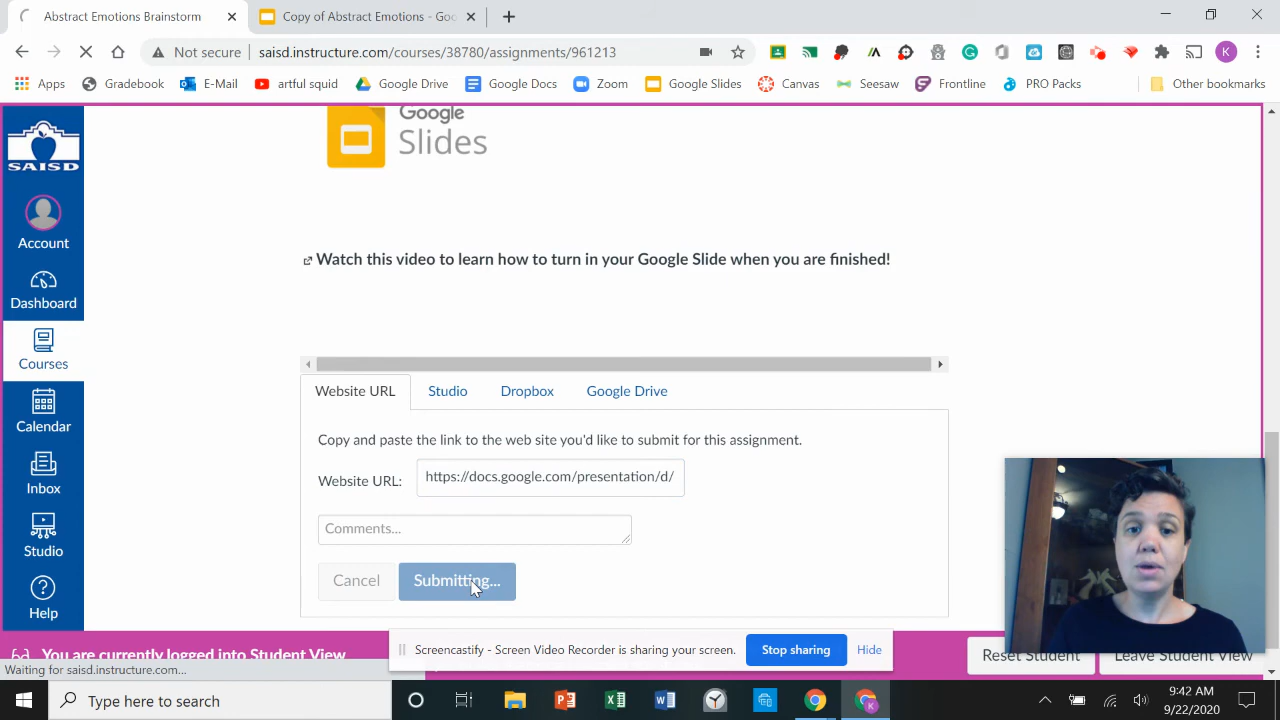 Abstract Emotions Brainstorm
Copy of Abstract Emotions - Goo
Not secure saisd.instructure.com/courses/38780/assignments/961213
K
Apps Gradebook E-Mail artful squid Google Drive Google Docs Zoom Google Slides Canvas Seesaw Frontline PRO Packs Other bookmarks
SAISD
Account
Dashboard
Courses
Calendar
Inbox
Studio
Help
Google
Slides
Watch this video to learn how to turn in your Google Slide when you are finished!
Website URL Studio Dropbox Google Drive
Copy and paste the link to the web site you'd like to submit for this assignment.
Website URL: https://docs.google.com/presentation/d/
Comments...
Cancel Submitting...
You are currently logged into Student View
Reset Student Leave Student View
Screencastify - Screen Video Recorder is sharing your screen. Stop sharing Hide
Waiting for saisd.instructure.com...
Type here to search
9:42 AM
9/22/2020